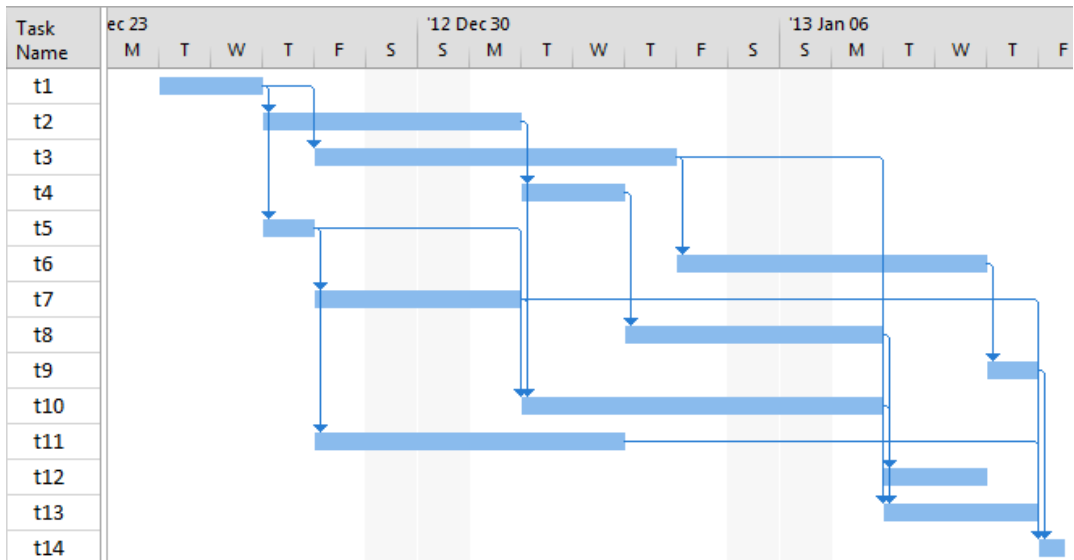 Task Name
ec 23 '12 Dec 30 '13 Jan 06
M T W T F S S M T W T F S S M T W T F
t1
t2
t3
t4
t5
t6
t7
t8
t9
t10
t11
t12
t13
t14